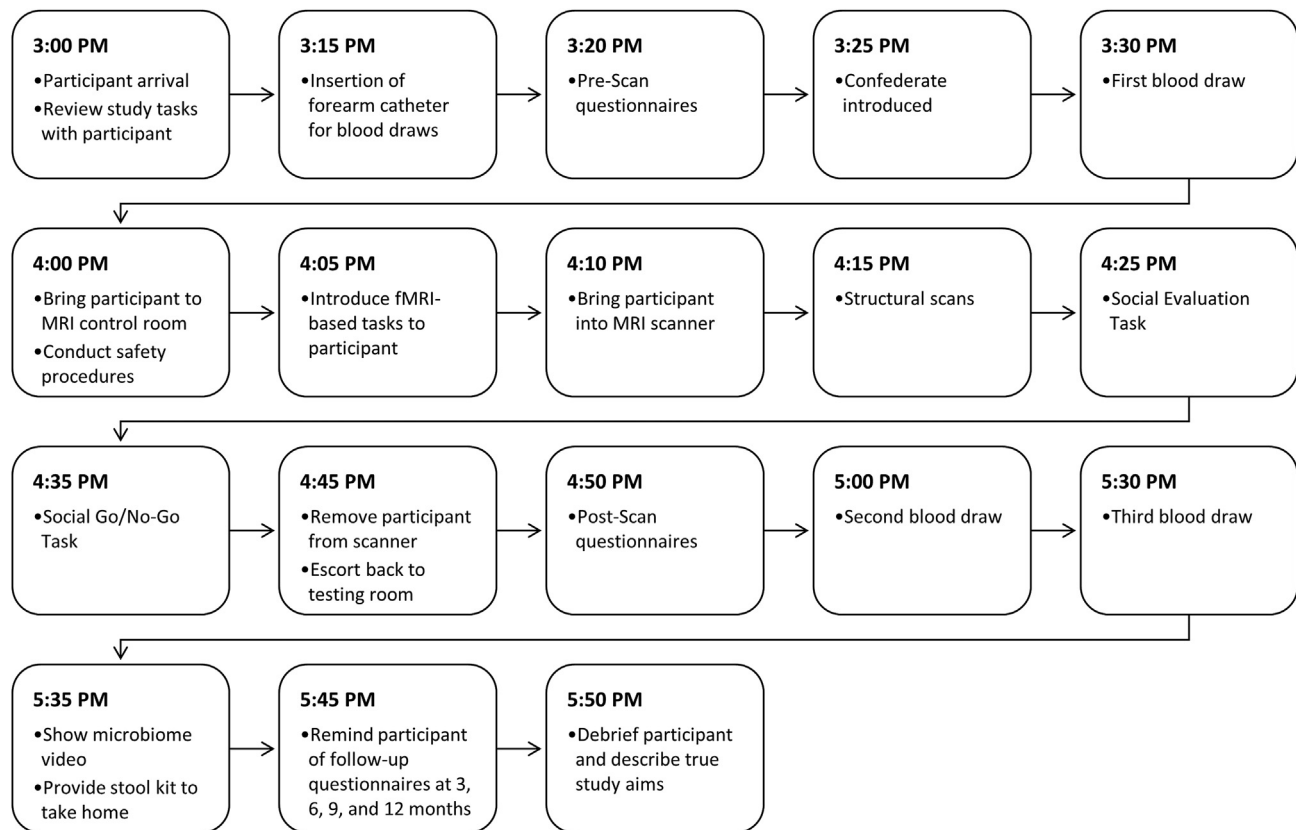 3:00 PM
•Participant arrival
•Review study tasks
with participant
3:15 PM
•Insertion of
forearm catheter
for blood draws
3:20 PM
•Pre-Scan
questionnaires
3:25 PM
•Confederate
introduced
3:30 PM
•First blood draw
4:00 PM
•Bring participant to
MRI control room
•Conduct safety
procedures
4:05 PM
•Introduce fMRI-
based tasks to
participant
4:10 PM
•Bring participant
into MRI scanner
4:15 PM
•Structural scans
4:25 PM
•Social Evaluation
Task
4:35 PM
•Social Go/No-Go
Task
4:45 PM
•Remove participant
from scanner
•Escort back to
testing room
4:50 PM
•Post-Scan
questionnaires
5:00 PM
•Second blood draw
5:30 PM
•Third blood draw
5:35 PM
•Show microbiome
video
•Provide stool kit to
take home
5:45 PM
•Remind participant
of follow-up
questionnaires at 3,
6, 9, and 12 months
5:50 PM
•Debrief participant
and describe true
study aims